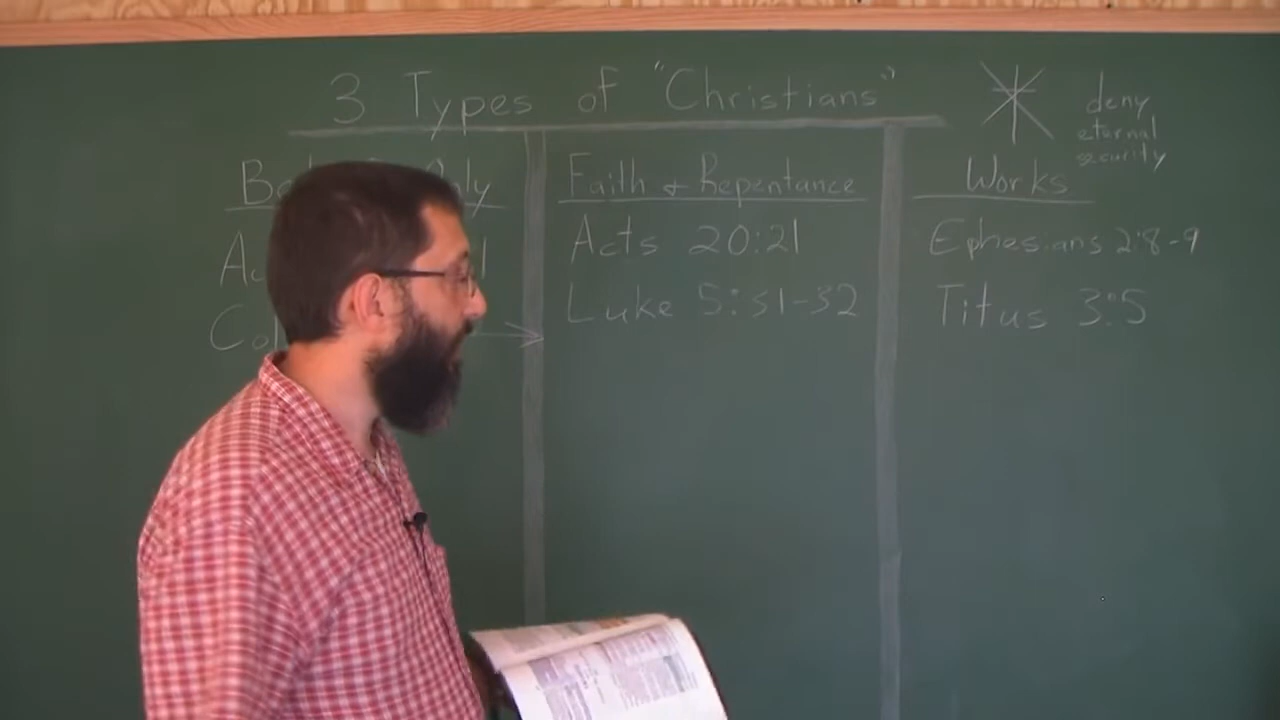 3 Types of "Christians"
deny
eternal
security
Faith & Repentance
Works
Acts 20:21
Ephesians 2:8-9
Luke 5:31-32
Titus 3:5